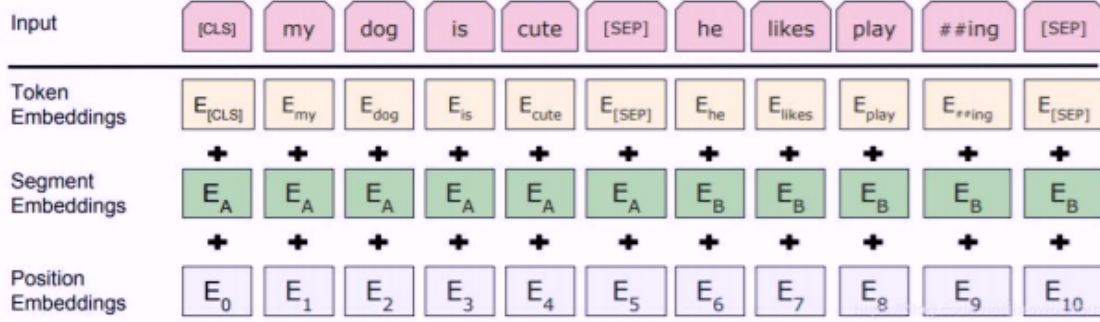 Input [CLS] my dog is cute [SEP] he likes play ##ing [SEP]
Token
Embeddings
E[CLS] Emy Edog Eis Ecute E[SEP] Ehe Elikes Eplay E##ing E[SEP]
+ + + + + + + + + + +
Segment
Embeddings
EA EA EA EA EA EA EB EB EB EB EB
+ + + + + + + + + + +
Position
Embeddings
E0 E1 E2 E3 E4 E5 E6 E7 E8 E9 E10